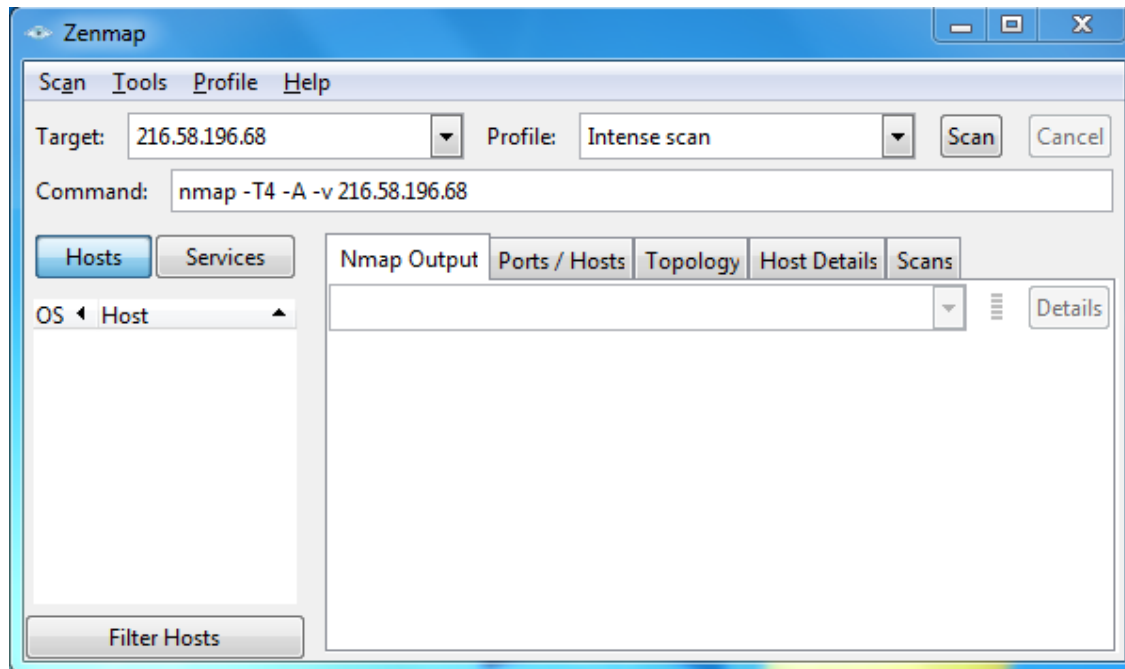 Zenmap
Scan Tools Profile Help
Target: 216.58.196.68 Profile: Intense scan Scan Cancel
Command: nmap -T4 -A -v 216.58.196.68
Hosts Services Nmap Output Ports / Hosts Topology Host Details Scans
Details
OS Host
Filter Hosts